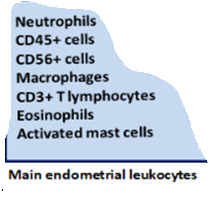 Neutrophils
CD45+ cells
CD56+ cells
Macrophages
CD3+ T lymphocytes
Eosinophils
Activated mast cells
Main endometrial leukocytes